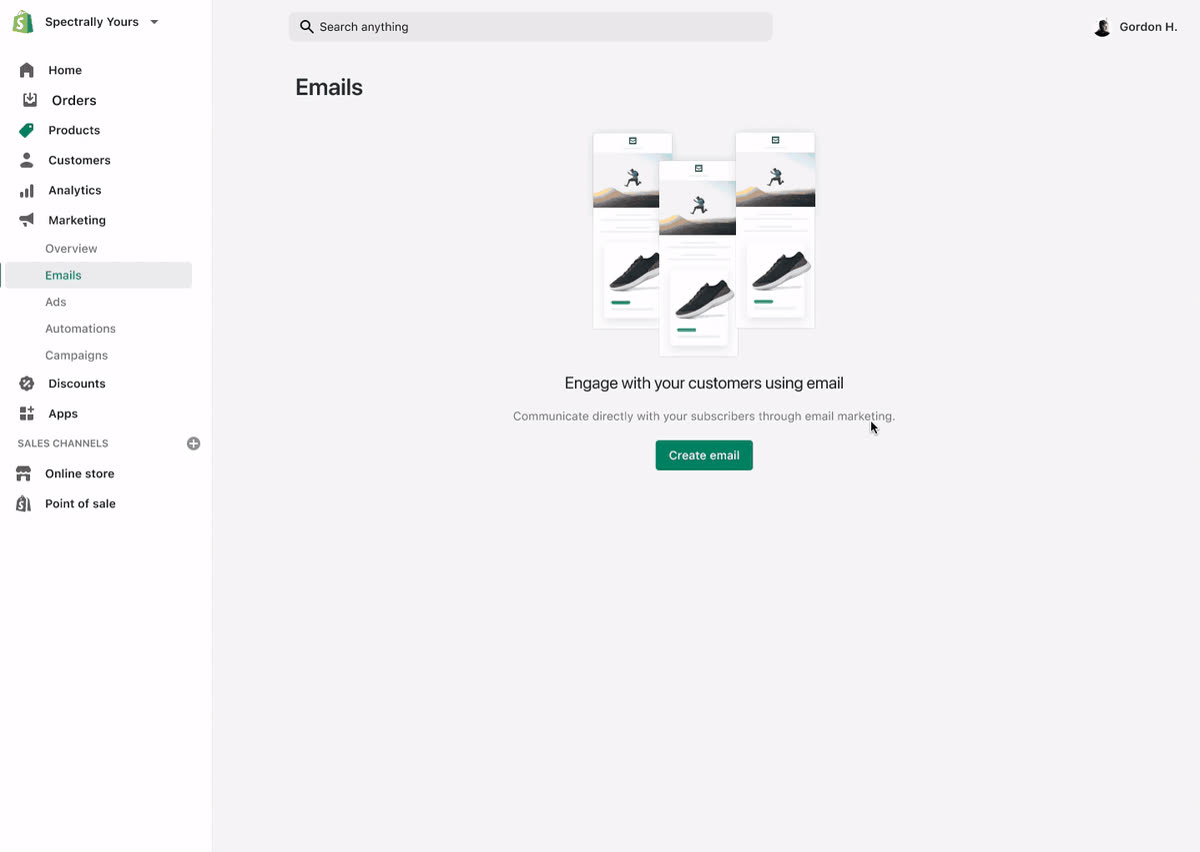 Spectrally Yours
Search anything
Gordon H.
Home
Orders
Products
Customers
Analytics
Marketing
Overview
Emails
Ads
Automations
Campaigns
Discounts
Apps
SALES CHANNELS
Online store
Point of sale
Emails
Engage with your customers using email
Communicate directly with your subscribers through email marketing.
Create email